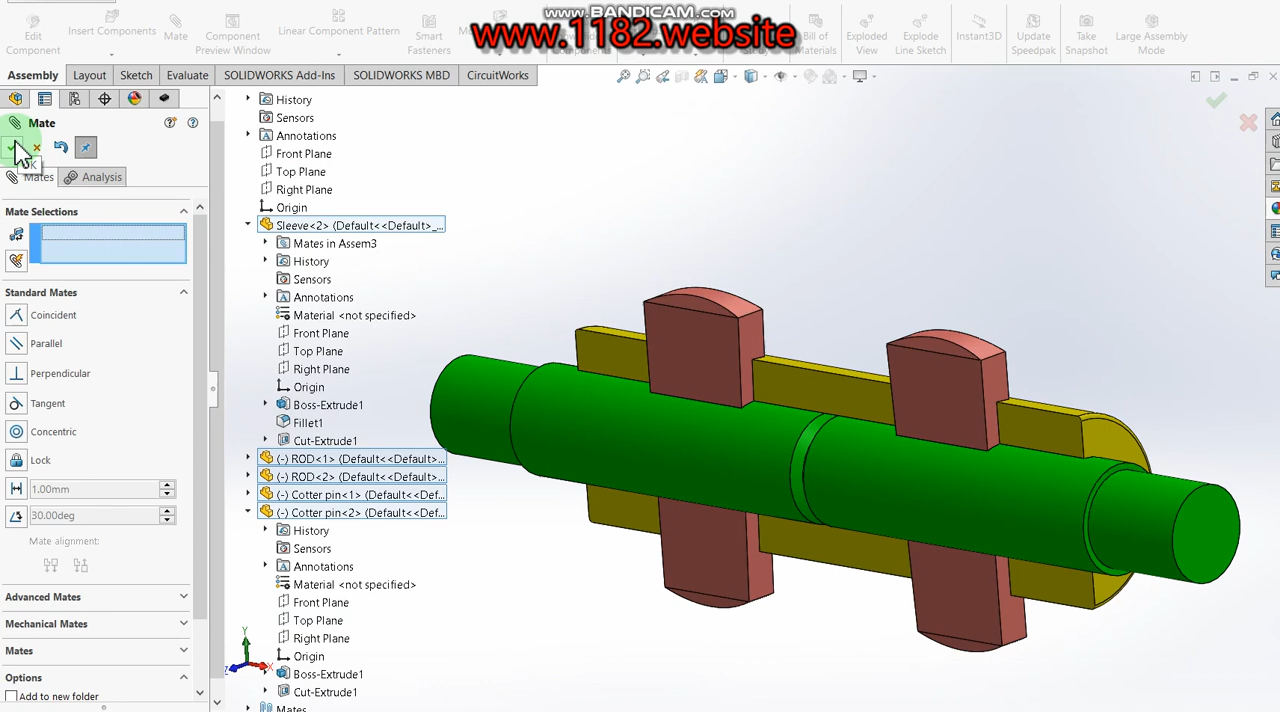 www.BANDICAM.com
www.1182.website
Edit
Component
Insert Components
Mate
Component
Preview Window
Linear Component Pattern
Smart
Fasteners
Components
Bill of
Materials
Exploded
View
Explode
Line Sketch
Instant3D
Update
Speedpak
Take
Snapshot
Large Assembly
Mode
Assembly
Layout
Sketch
Evaluate
SOLIDWORKS Add-Ins
SOLIDWORKS MBD
CircuitWorks
Mate
Mates
Analysis
Mate Selections
Standard Mates
Coincident
Parallel
Perpendicular
Tangent
Concentric
Lock
1.00mm
30.00deg
Mate alignment:
Advanced Mates
Mechanical Mates
Mates
Options
Add to new folder
History
Sensors
Annotations
Front Plane
Top Plane
Right Plane
Origin
Sleeve<2> (Default<<Default>_...
Mates in Assem3
History
Sensors
Annotations
Material <not specified>
Front Plane
Top Plane
Right Plane
Origin
Boss-Extrude1
Fillet1
Cut-Extrude1
(-) ROD<1> (Default<<Default>...
(-) ROD<2> (Default<<Default>...
(-) Cotter pin<1> (Default<<Def...
(-) Cotter pin<2> (Default<<Def...
History
Sensors
Annotations
Material <not specified>
Front Plane
Top Plane
Right Plane
Origin
Boss-Extrude1
Cut-Extrude1
Mates
Y
X
Z